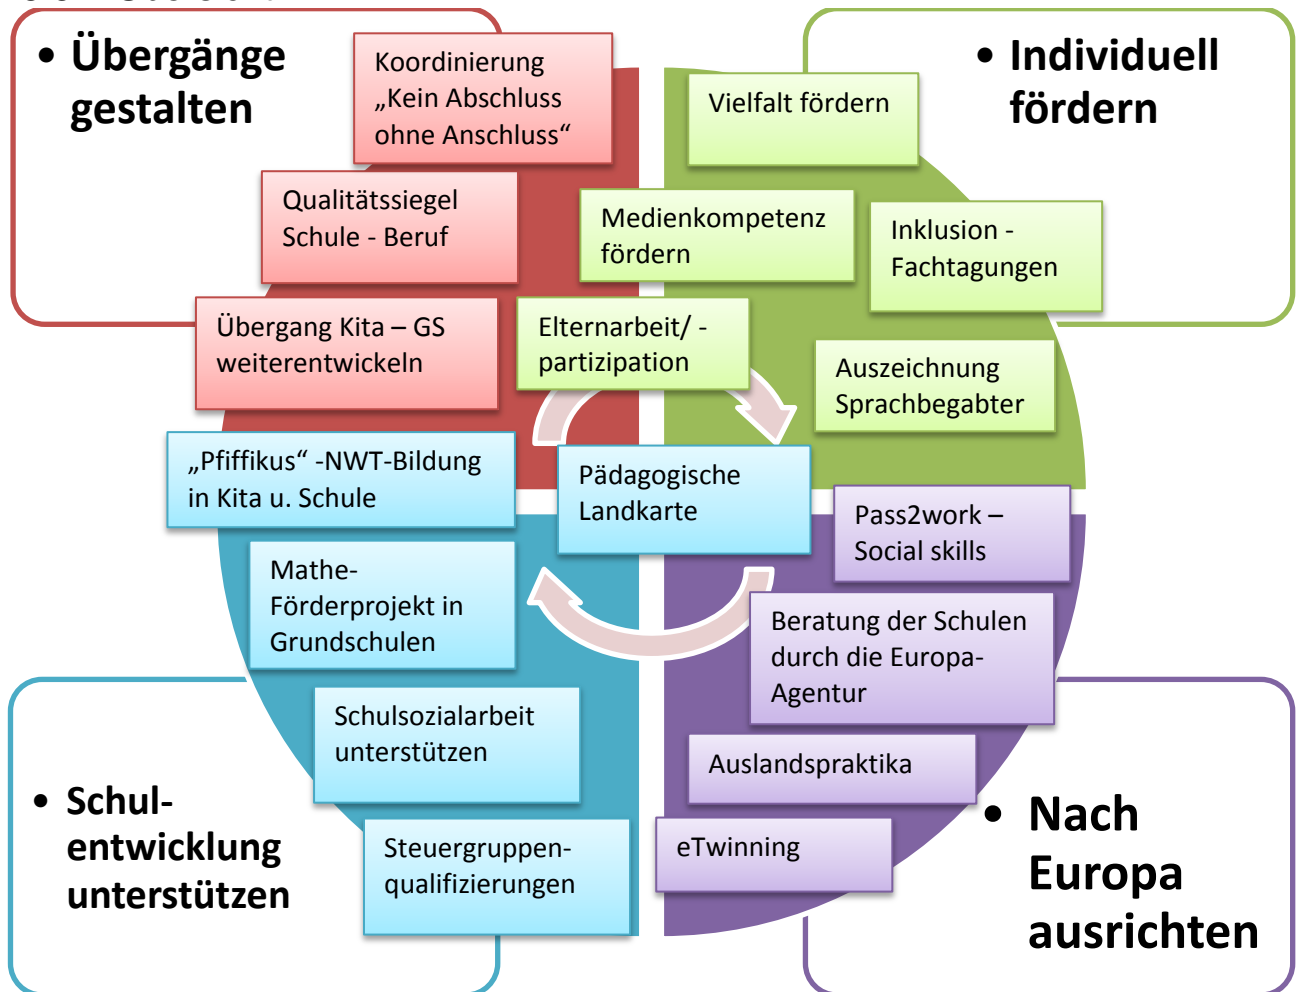 • Übergänge
gestalten
Koordinierung
„Kein Abschluss
ohne Anschluss“
Qualitätssiegel
Schule - Beruf
Übergang Kita – GS
weiterentwickeln
• Individuell
fördern
Vielfalt fördern
Medienkompetenz
fördern
Inklusion -
Fachtagungen
Elternarbeit/ -
partizipation
Auszeichnung
Sprachbegabter
„Pfiffikus“ -NWT-Bildung
in Kita u. Schule
Pädagogische
Landkarte
Mathe-
Förderprojekt in
Grundschulen
Schulsozialarbeit
unterstützen
Steuergruppen-
qualifizierungen
• Schul-
entwicklung
unterstützen
Pass2work –
Social skills
Beratung der Schulen
durch die Europa-
Agentur
Auslandspraktika
eTwinning
• Nach
Europa
ausrichten